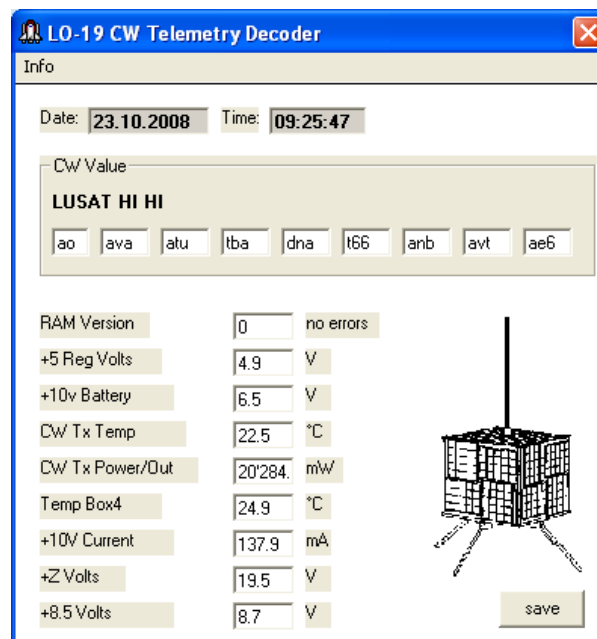 LO-19 CW Telemetry Decoder
Info
Date: 23.10.2008 Time: 09:25:47
CW Value
LUSAT HI HI
ao ava atu tba dna t66 anb avt ae6
RAM Version 0 no errors
+5 Reg Volts 4.9 V
+10v Battery 6.5 V
CW Tx Temp 22.5 °C
CW Tx Power/Out 20'284. mW
Temp Box4 24.9 °C
+10V Current 137.9 mA
+Z Volts 19.5 V
+8.5 Volts 8.7 V
save